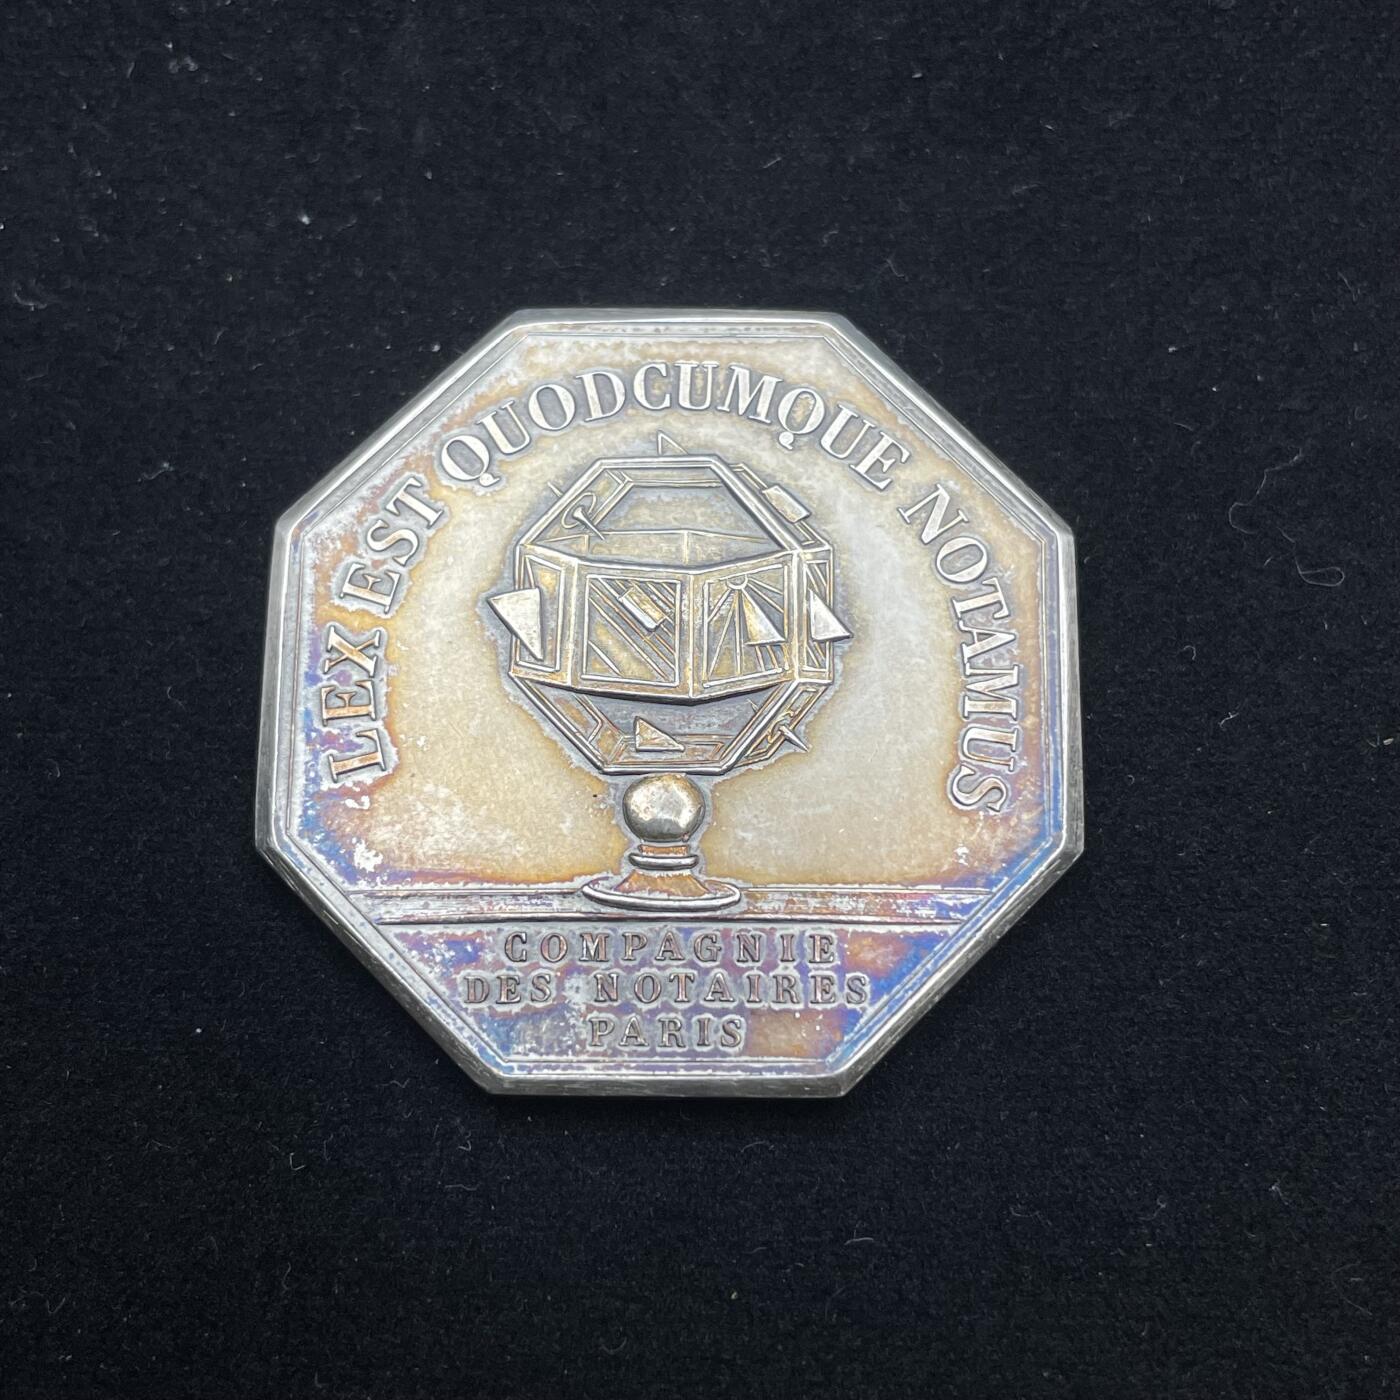 LEX EST QUODCUMQUE NOTAMUS
COMPAGNIE
DES NOTAIRES
PARIS